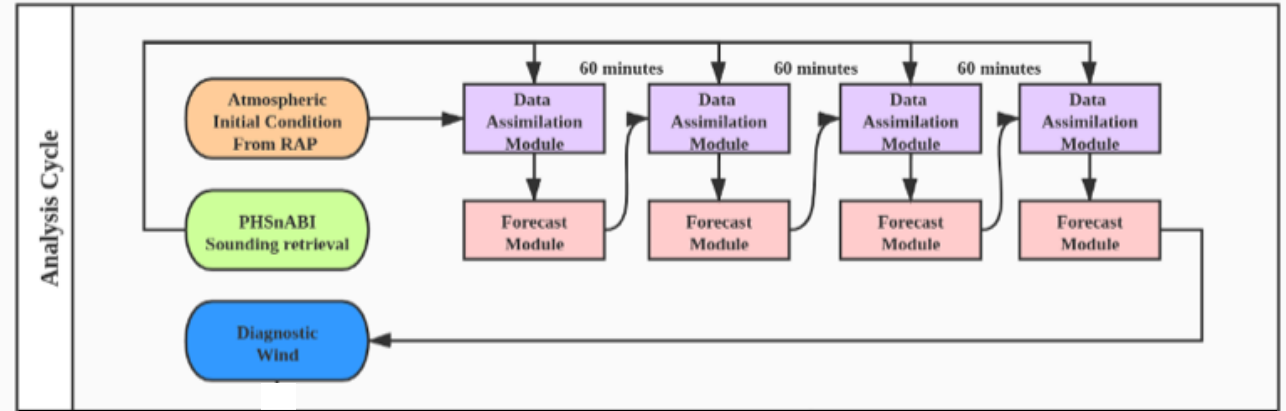 Analysis Cycle
60 minutes
60 minutes
60 minutes
Atmospheric
Initial Condition
From RAP
Data
Assimilation
Module
Data
Assimilation
Module
Data
Assimilation
Module
Data
Assimilation
Module
PHSnABI
Sounding retrieval
Forecast
Module
Forecast
Module
Forecast
Module
Forecast
Module
Diagnostic
Wind